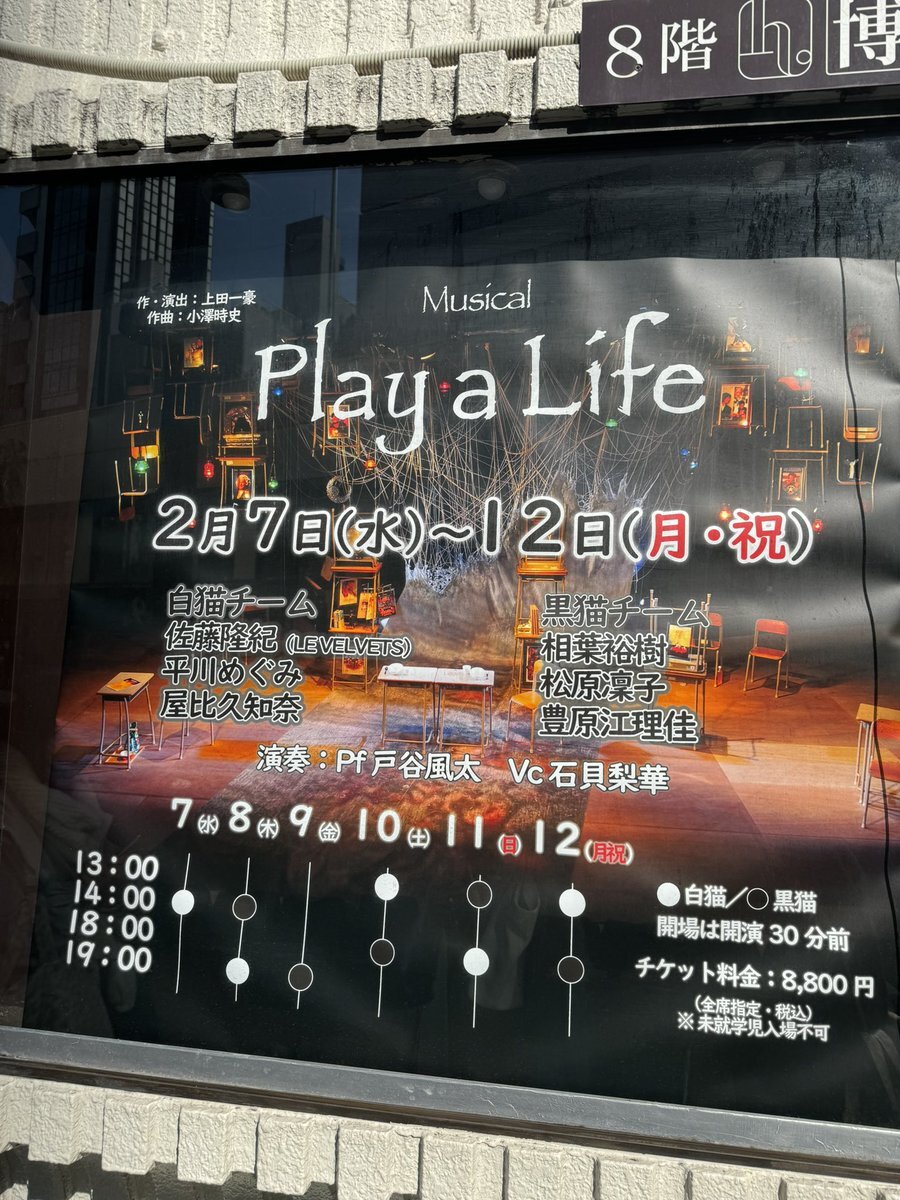 8階 h. 博
作・演出：上田一豪
作曲：小澤時史
Musical
Play a Life
2月7日(水)~12日(月・祝)
白猫チーム
佐藤隆紀 (LE VELVETS)
平川めぐみ
屋比久知奈
黒猫チーム
相葉裕樹
松原凜子
豊原江理佳
演奏：Pf 戸谷風太 Vc 石貝梨華
7(水) 8(木) 9(金) 10(土) 11(日) 12(月祝)
13：00
14：00
18：00
19：00
白猫／黒猫
開場は開演 30 分前
チケット料金：8,800 円
（全席指定・税込）
※ 未就学児入場不可